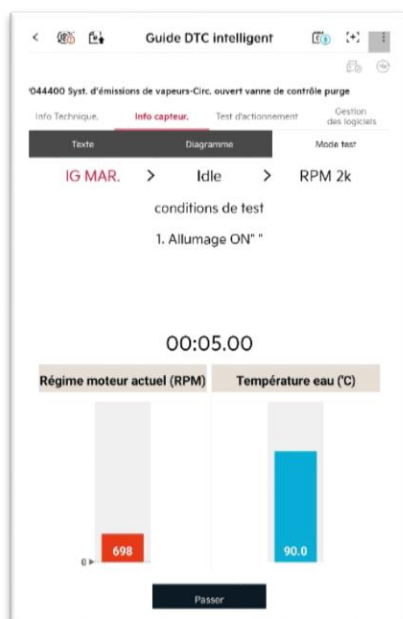 Guide DTC intelligent
P044400 Syst. d'émissions de vapeurs-Circ. ouvert vanne de contrôle purge
Info Technique.
Info capteur.
Test d'actionnement
Gestion
des logiciels
Texte
Diagramme
Mode test
IG MAR. > Idle > RPM 2k
conditions de test
1. Allumage ON" "
00:05.00
Régime moteur actuel (RPM)
Température eau (°C)
0
698
90.0
Passer